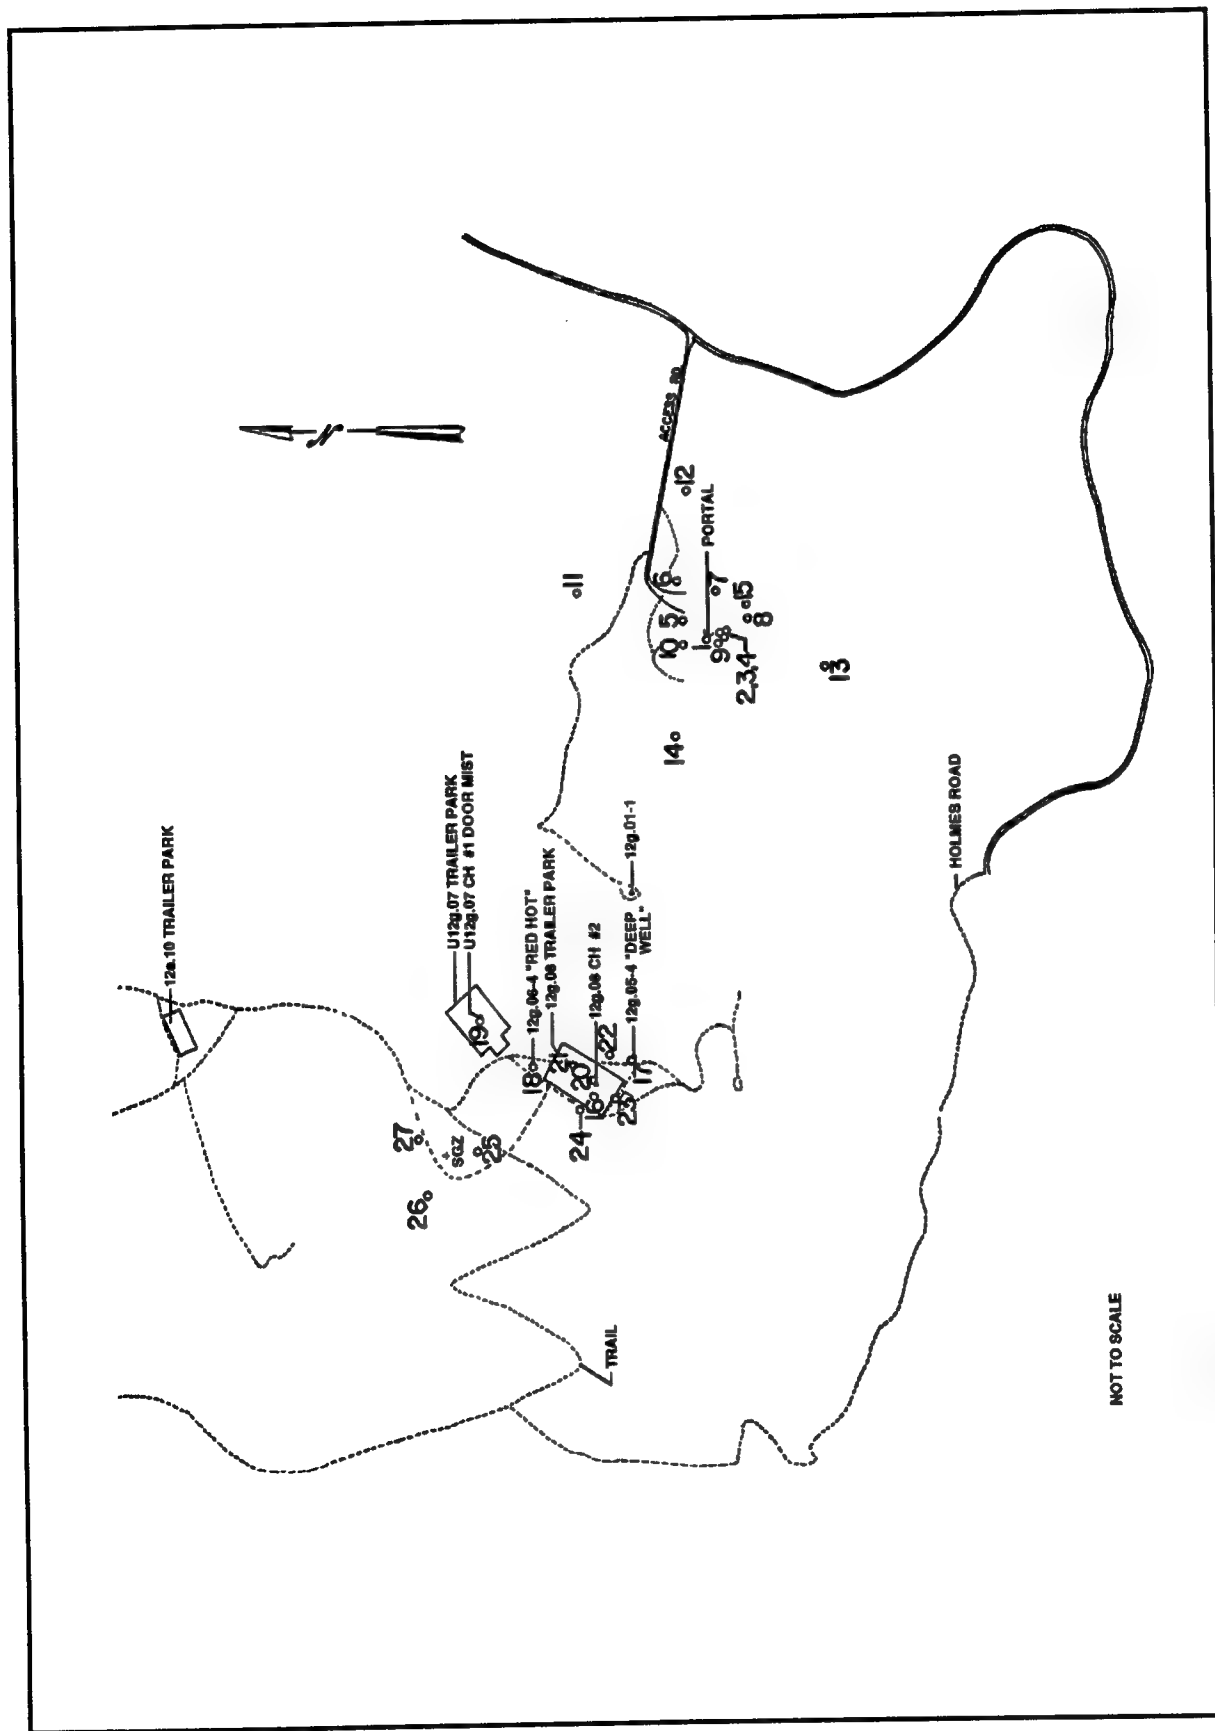 12e.10 TRAILER PARK
U12g.07 TRAILER PARK
U12g.07 CH #1 DOOR MIST
12g.06-4 "RED HOT"
12g.08 TRAILER PARK
12g.08 CH #2
12g.05-4 "DEEP
WELL"
12g.01-1
N
ACCESS RD
PORTAL
HOLMES ROAD
TRAIL
SGZ
NOT TO SCALE
1
2,3,4
5
6
7
8
9
10
11
12
13
14
15
16
17
18
19
20
21
22
23
24
25
26
27